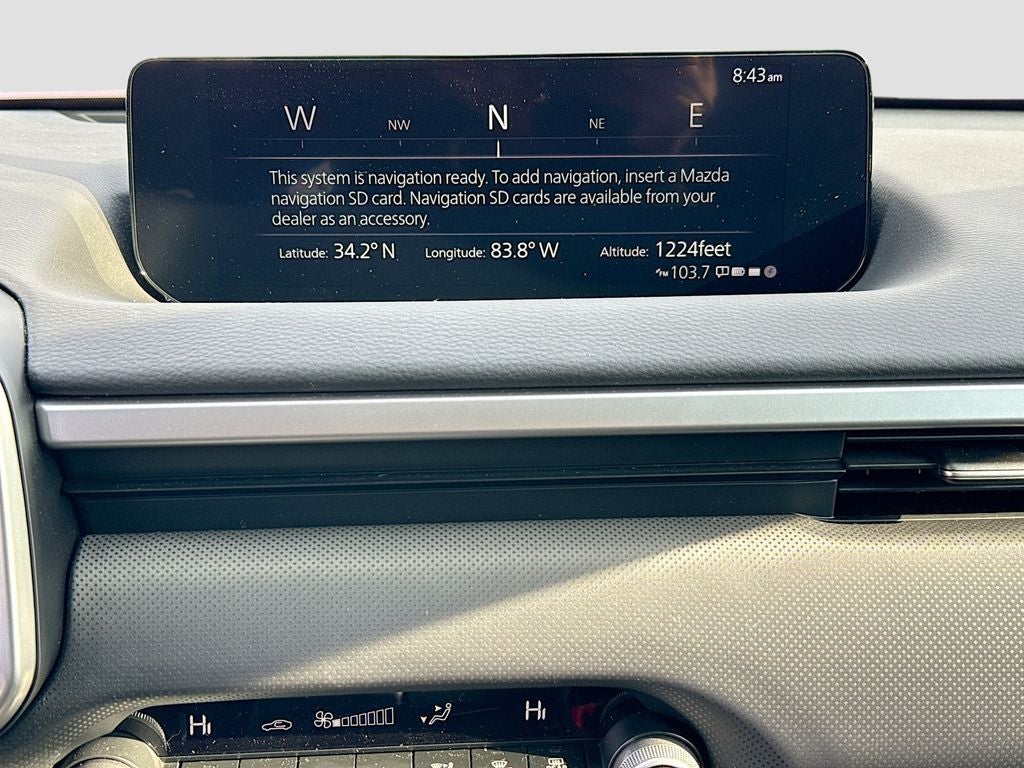 8:43am
W NW N NE E
This system is navigation ready. To add navigation, insert a Mazda
navigation SD card. Navigation SD cards are available from your
dealer as an accessory.
Latitude: 34.2° N Longitude: 83.8° W Altitude: 1224feet
FM 103.7
HI HI
REAR